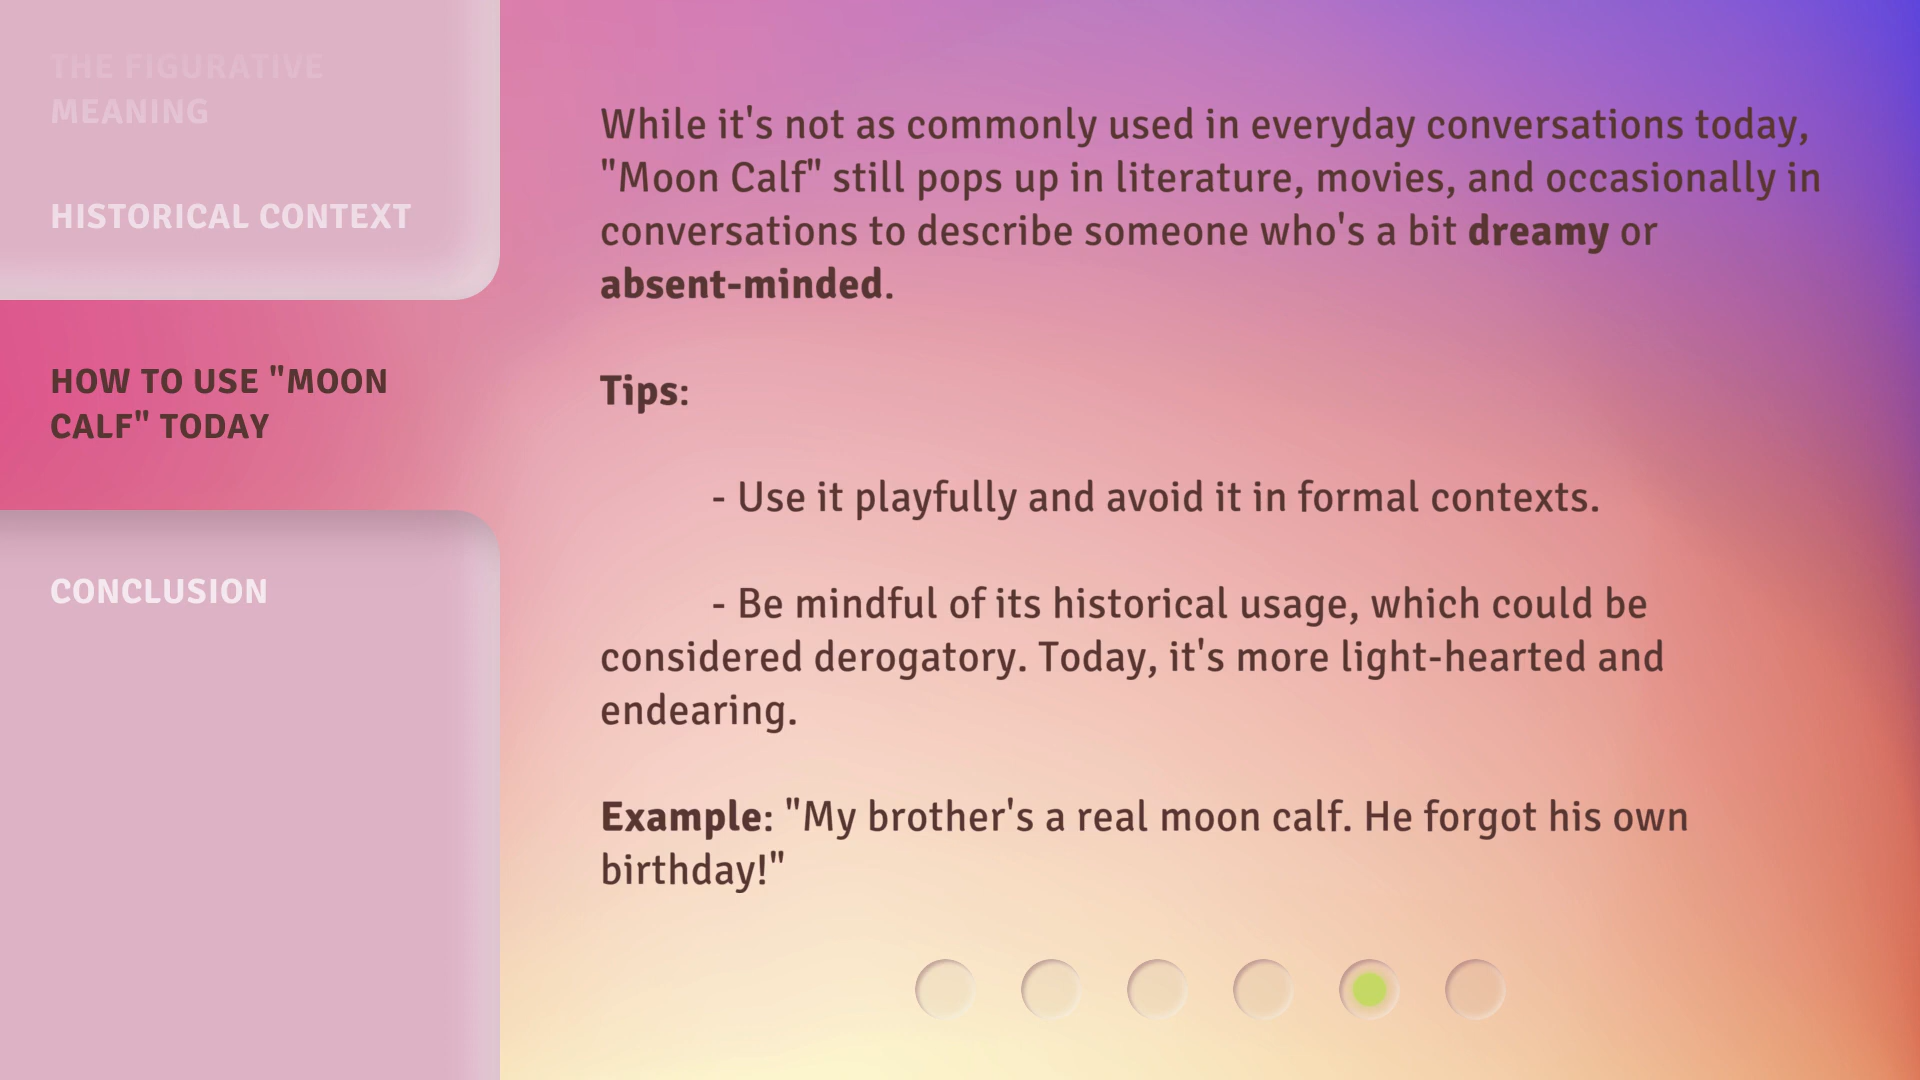 THE FIGURATIVE
MEANING
HISTORICAL CONTEXT
HOW TO USE "MOON
CALF" TODAY
CONCLUSION
While it's not as commonly used in everyday conversations today,
"Moon Calf" still pops up in literature, movies, and occasionally in
conversations to describe someone who's a bit dreamy or
absent-minded.
Tips:
- Use it playfully and avoid it in formal contexts.
- Be mindful of its historical usage, which could be
considered derogatory. Today, it's more light-hearted and
endearing.
Example: "My brother's a real moon calf. He forgot his own
birthday!"